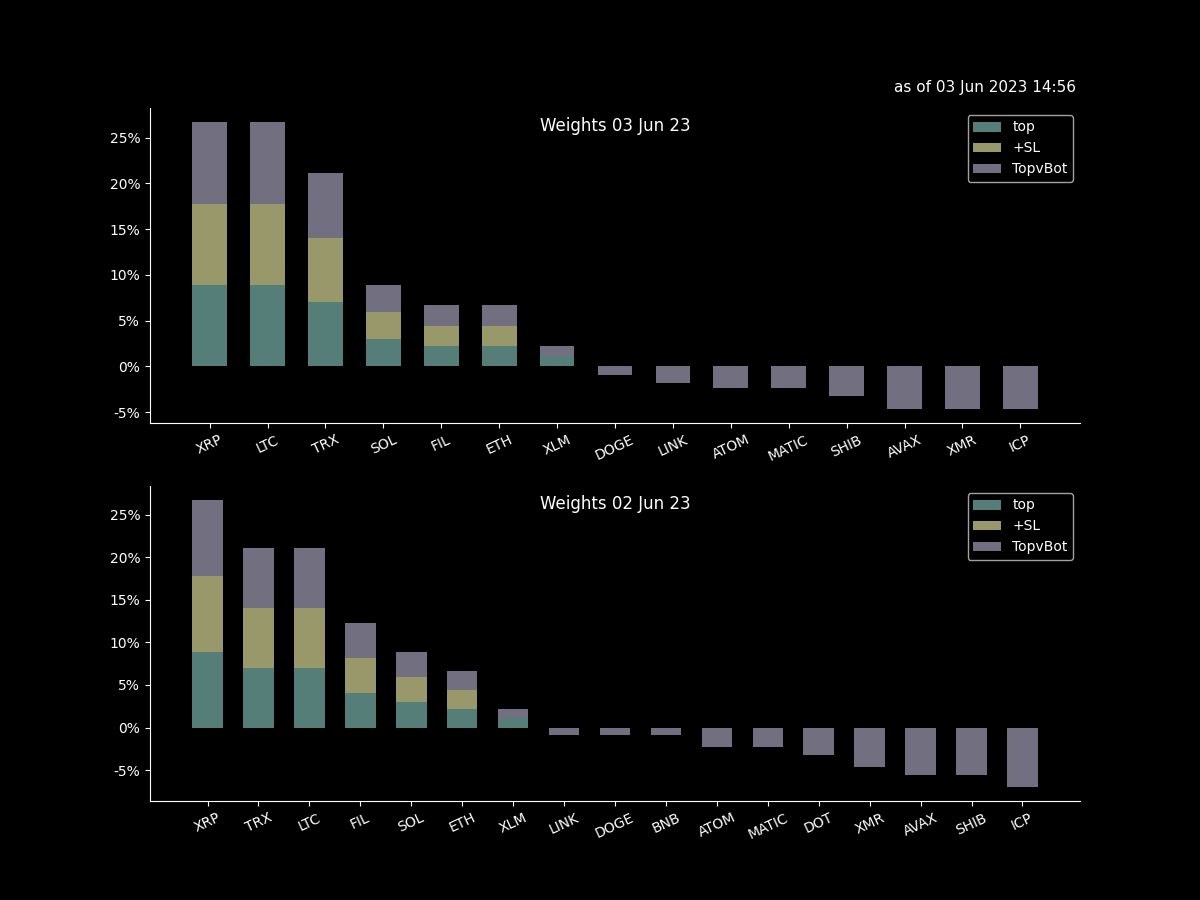 as of 03 Jun 2023 14:56
Weights 03 Jun 23
top
+SL
TopvBot
25%
20%
15%
10%
5%
0%
-5%
XRP LTC TRX SOL FIL ETH XLM DOGE LINK ATOM MATIC SHIB AVAX XMR ICP
Weights 02 Jun 23
top
+SL
TopvBot
25%
20%
15%
10%
5%
0%
-5%
XRP TRX LTC FIL SOL ETH XLM LINK DOGE BNB ATOM MATIC DOT XMR AVAX SHIB ICP